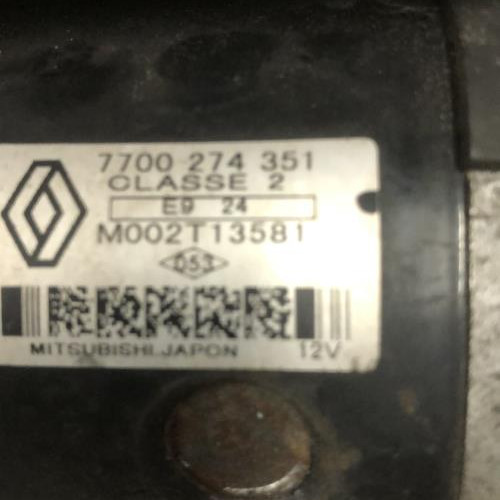 7700 274 351
CLASSE 2
E9 24
M002T13581
D53
MITSUBISHI.JAPON 12V